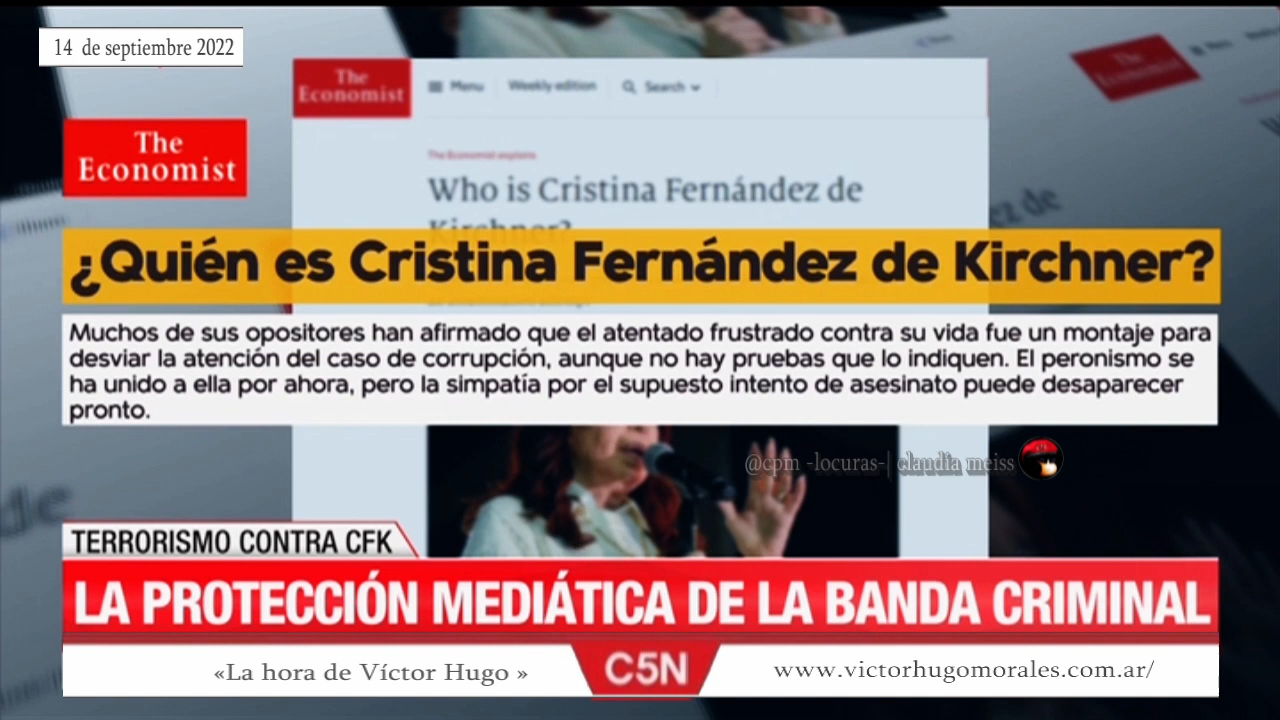 14 de septiembre 2022
The
Economist
Menu
Weekly edition
Search
The
Economist
The Economist explains
Who is Cristina Fernández de
Kirchner?
¿Quién es Cristina Fernández de Kirchner?
Muchos de sus opositores han afirmado que el atentado frustrado contra su vida fue un montaje para
desviar la atención del caso de corrupción, aunque no hay pruebas que lo indiquen. El peronismo se
ha unido a ella por ahora, pero la simpatía por el supuesto intento de asesinato puede desaparecer
pronto.
@cpm -locuras-| claudia meiss
TERRORISMO CONTRA CFK
LA PROTECCIÓN MEDIÁTICA DE LA BANDA CRIMINAL
«La hora de Víctor Hugo »
C5N
www.victorhugomorales.com.ar/